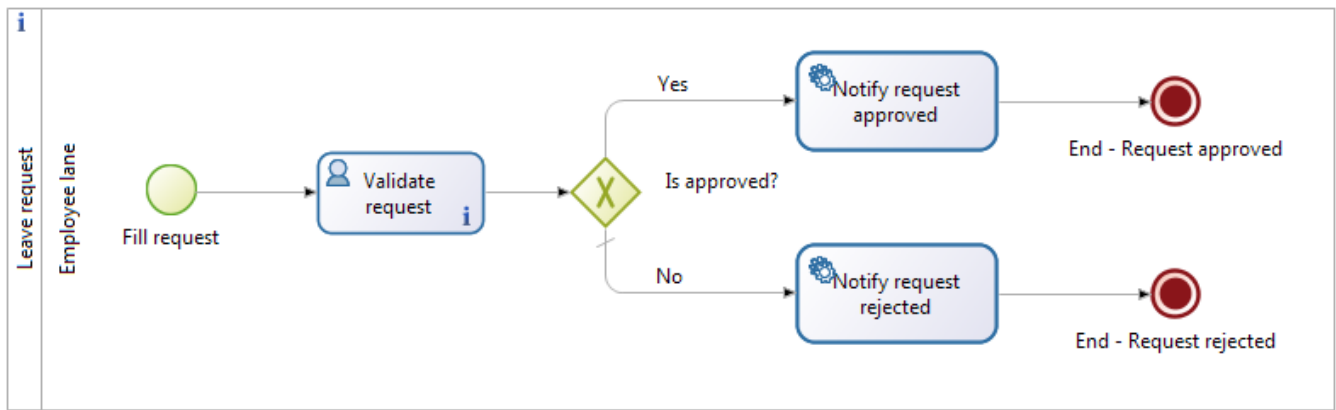 i
Leave request
Employee lane
Fill request
Validate
request
i
Is approved?
Yes
Notify request
approved
End - Request approved
No
Notify request
rejected
End - Request rejected